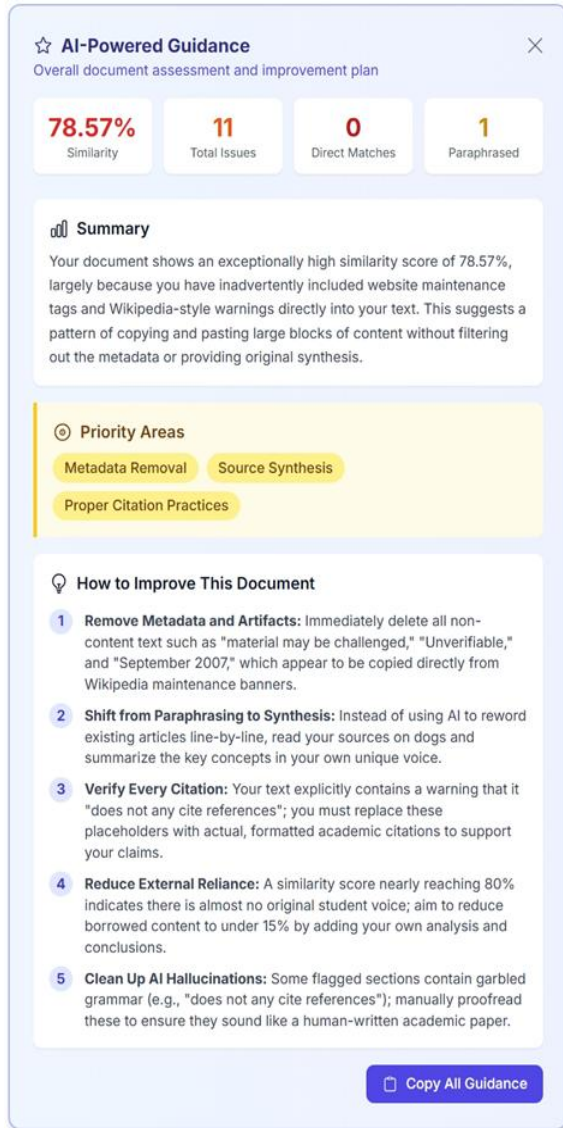 AI-Powered Guidance
Overall document assessment and improvement plan
78.57%
Similarity
11
Total Issues
0
Direct Matches
1
Paraphrased
Summary
Your document shows an exceptionally high similarity score of 78.57%,
largely because you have inadvertently included website maintenance
tags and Wikipedia-style warnings directly into your text. This suggests a
pattern of copying and pasting large blocks of content without filtering
out the metadata or providing original synthesis.
Priority Areas
Metadata Removal
Source Synthesis
Proper Citation Practices
How to Improve This Document
1 Remove Metadata and Artifacts: Immediately delete all non-
content text such as "material may be challenged," "Unverifiable,"
and "September 2007," which appear to be copied directly from
Wikipedia maintenance banners.
2 Shift from Paraphrasing to Synthesis: Instead of using AI to reword
existing articles line-by-line, read your sources on dogs and
summarize the key concepts in your own unique voice.
3 Verify Every Citation: Your text explicitly contains a warning that it
"does not any cite references"; you must replace these
placeholders with actual, formatted academic citations to support
your claims.
4 Reduce External Reliance: A similarity score nearly reaching 80%
indicates there is almost no original student voice; aim to reduce
borrowed content to under 15% by adding your own analysis and
conclusions.
5 Clean Up AI Hallucinations: Some flagged sections contain garbled
grammar (e.g., "does not any cite references"); manually proofread
these to ensure they sound like a human-written academic paper.
Copy All Guidance